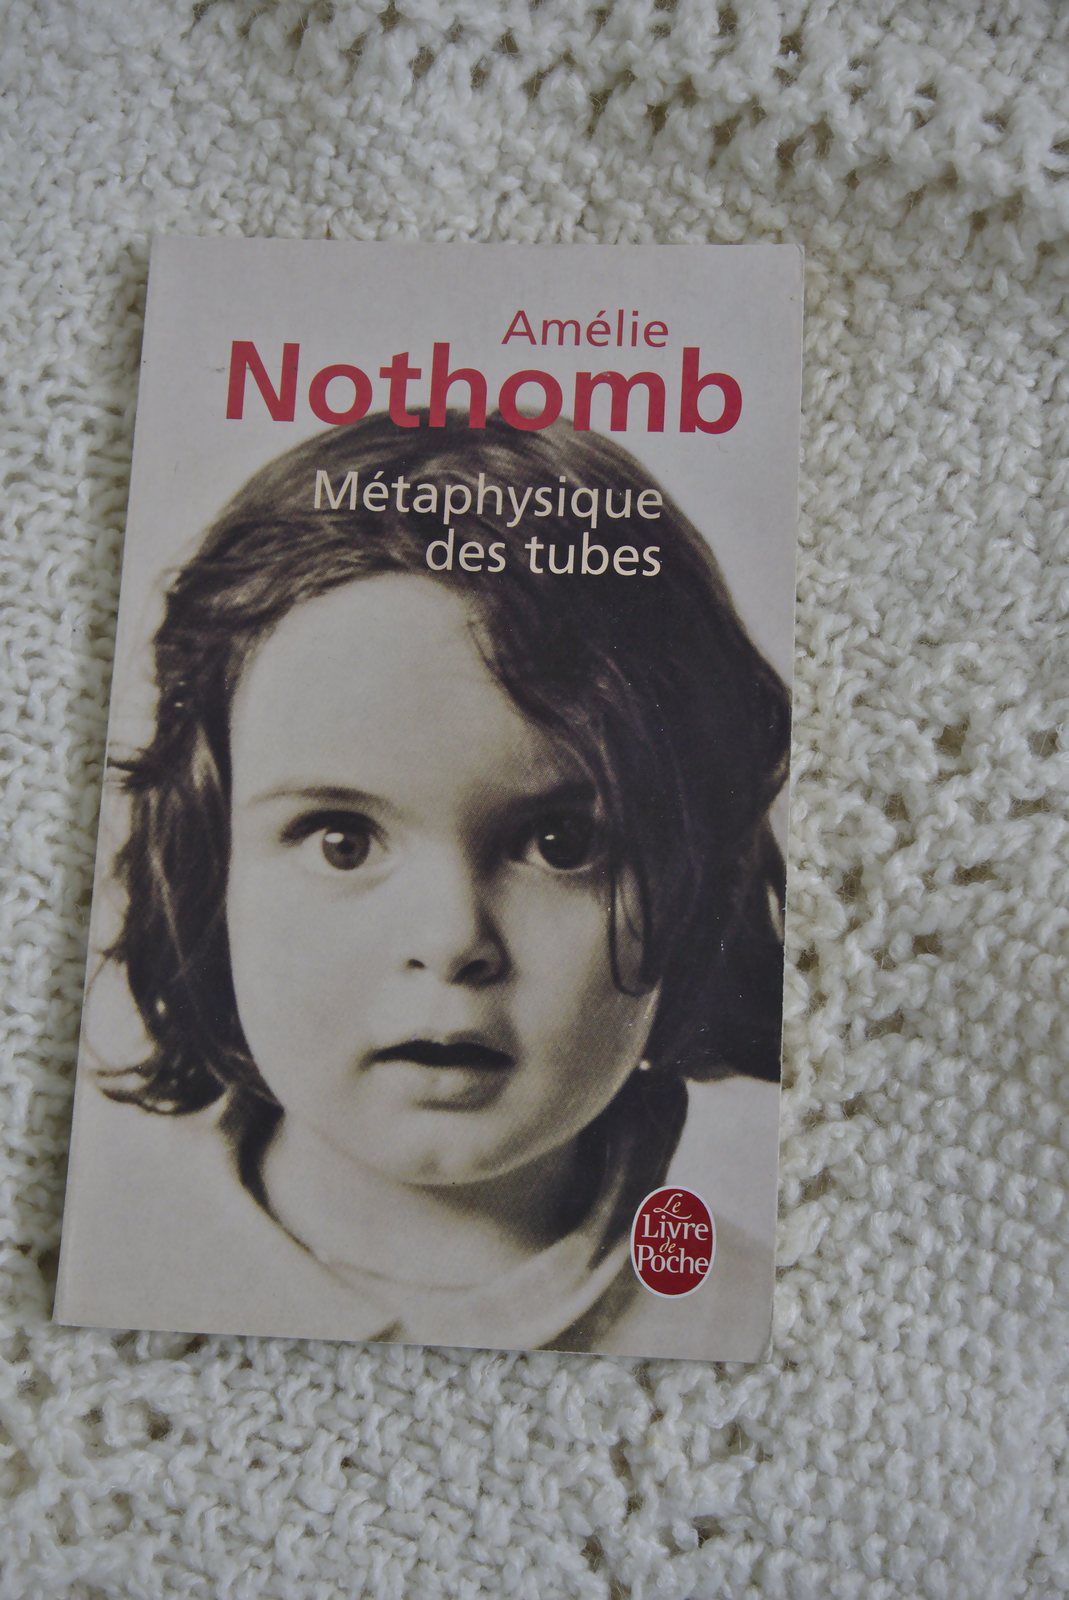 Amélie
Nothomb
Métaphysique
des tubes
Le
Livre
de
Poche